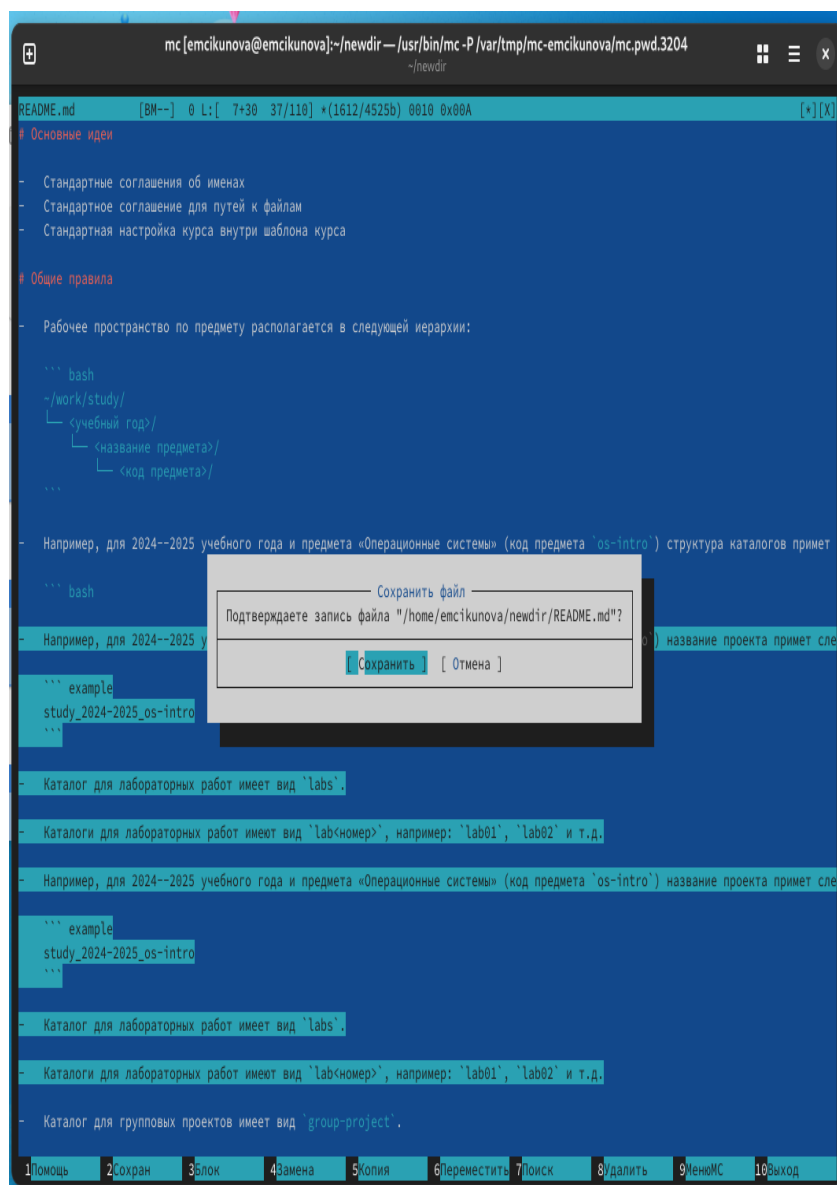 mc [emcikunova@emcikunova]:~/newdir — /usr/bin/mc -P /var/tmp/mc-emcikunova/mc.pwd.3204
~/newdir
README.md [BM--] 0 L:[ 7+30 37/110] *(1612/4525b) 0010 0x00A [*][X]
# Основные идеи
- Стандартные соглашения об именах
- Стандартное соглашение для путей к файлам
- Стандартная настройка курса внутри шаблона курса
# Общие правила
- Рабочее пространство по предмету располагается в следующей иерархии:
``` bash
~/work/study/
└── <учебный год>/
└── <название предмета>/
└── <код предмета>/
```
- Например, для 2024--2025 учебного года и предмета «Операционные системы» (код предмета `os-intro`) структура каталогов примет
``` bash
Сохранить файл
Подтверждаете запись файла "/home/emcikunova/newdir/README.md"?
[ Сохранить ] [ Отмена ]
- Например, для 2024--2025 у o`) название проекта примет сле
``` example
study_2024-2025_os-intro
```
- Каталог для лабораторных работ имеет вид `labs`.
- Каталоги для лабораторных работ имеют вид `lab<номер>`, например: `lab01`, `lab02` и т.д.
- Например, для 2024--2025 учебного года и предмета «Операционные системы» (код предмета `os-intro`) название проекта примет сле
``` example
study_2024-2025_os-intro
```
- Каталог для лабораторных работ имеет вид `labs`.
- Каталоги для лабораторных работ имеют вид `lab<номер>`, например: `lab01`, `lab02` и т.д.
- Каталог для групповых проектов имеет вид `group-project`.
1Помощь 2Сохран 3Блок 4Замена 5Копия 6Переместить 7Поиск 8Удалить 9МенюMC 10Выход